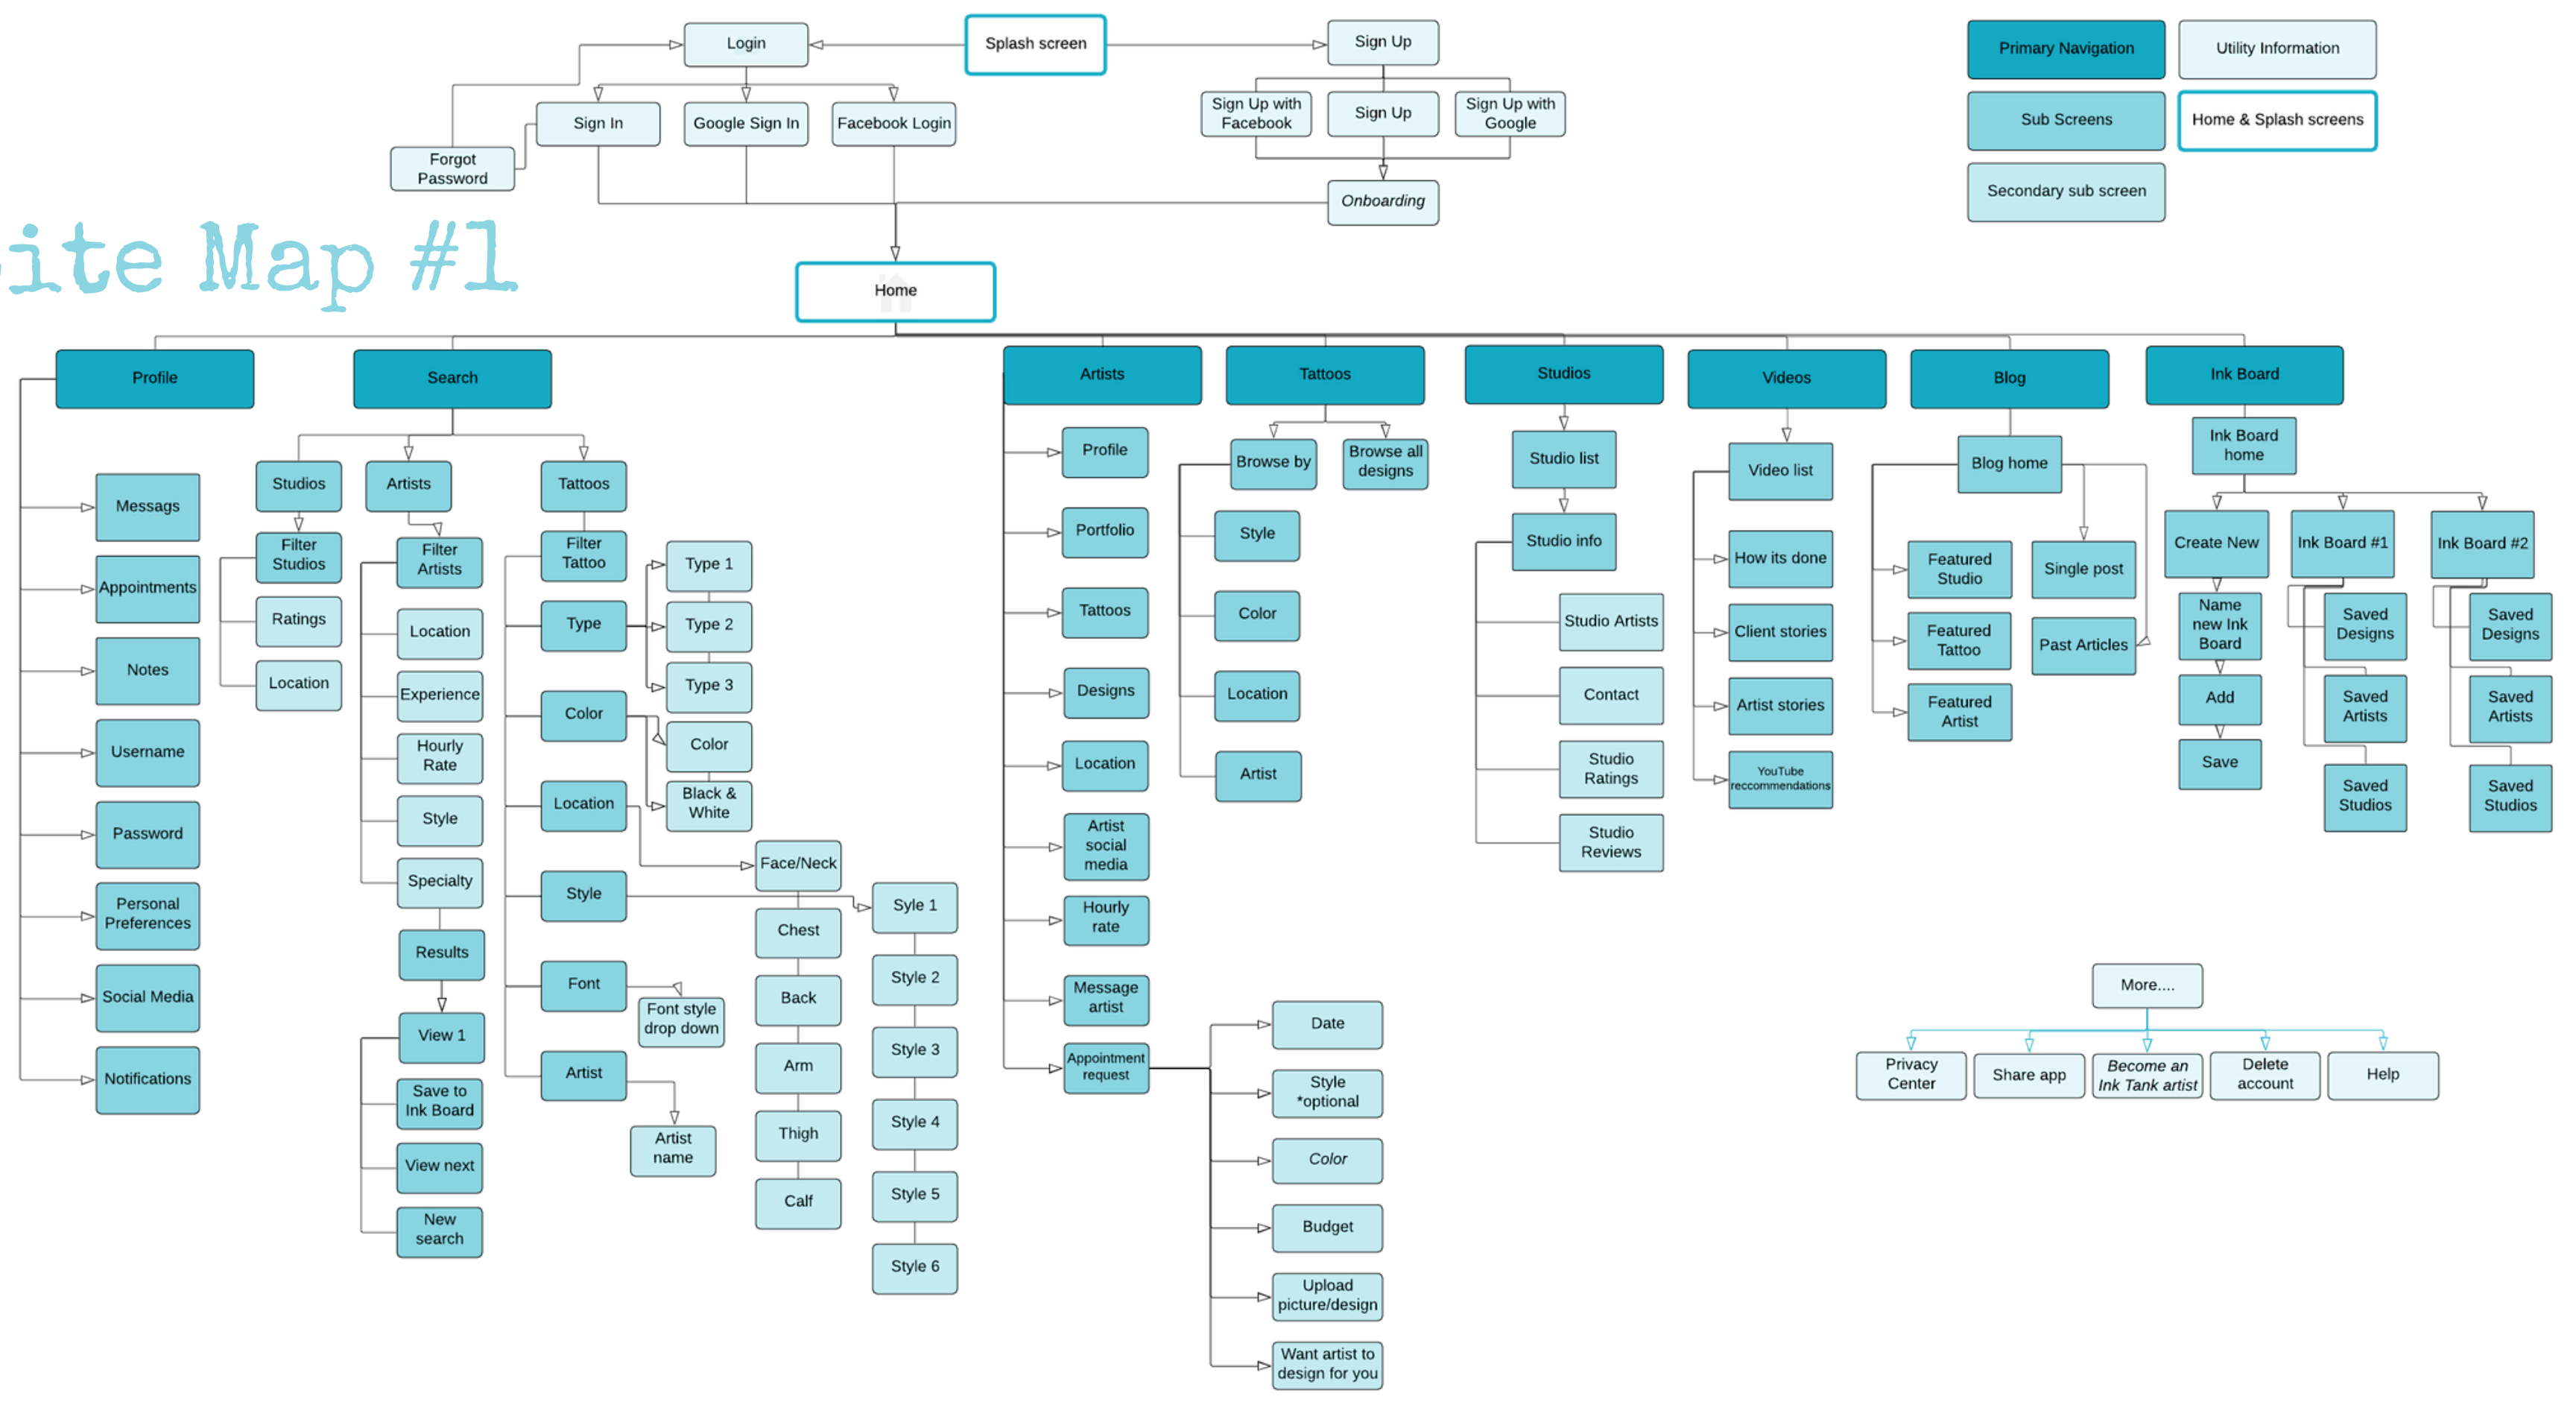 Login
Splash screen
Sign Up
Primary Navigation
Utility Information
Sign In
Google Sign In
Facebook Login
Sign Up with
Facebook
Sign Up
Sign Up with
Google
Sub Screens
Home & Splash screens
Forgot
Password
Onboarding
Secondary sub screen
ite Map #1
Home
Profile
Search
Artists
Tattoos
Studios
Videos
Blog
Ink Board
Messags
Appointments
Notes
Username
Password
Personal
Preferences
Social Media
Notifications
Studios
Filter
Studios
Ratings
Location
Artists
Filter
Artists
Location
Experience
Hourly
Rate
Style
Specialty
Results
View 1
Save to
Ink Board
View next
New
search
Tattoos
Filter
Tattoo
Type
Color
Location
Style
Font
Artist
Type 1
Type 2
Type 3
Color
Black &
White
Font style
drop down
Artist
name
Face/Neck
Chest
Back
Arm
Thigh
Calf
Syle 1
Style 2
Style 3
Style 4
Style 5
Style 6
Profile
Portfolio
Tattoos
Designs
Location
Artist
social
media
Hourly
rate
Message
artist
Appointment
request
Date
Style
*optional
Color
Budget
Upload
picture/design
Want artist to
design for you
Browse by
Browse all
designs
Style
Color
Location
Artist
Studio list
Studio info
Studio Artists
Contact
Studio
Ratings
Studio
Reviews
Video list
How its done
Client stories
Artist stories
YouTube
reccommendations
Blog home
Featured
Studio
Featured
Tattoo
Featured
Artist
Single post
Past Articles
Ink Board
home
Create New
Name
new Ink
Board
Add
Save
Ink Board #1
Saved
Designs
Saved
Artists
Saved
Studios
Ink Board #2
Saved
Designs
Saved
Artists
Saved
Studios
More....
Privacy
Center
Share app
Become an
Ink Tank artist
Delete
account
Help